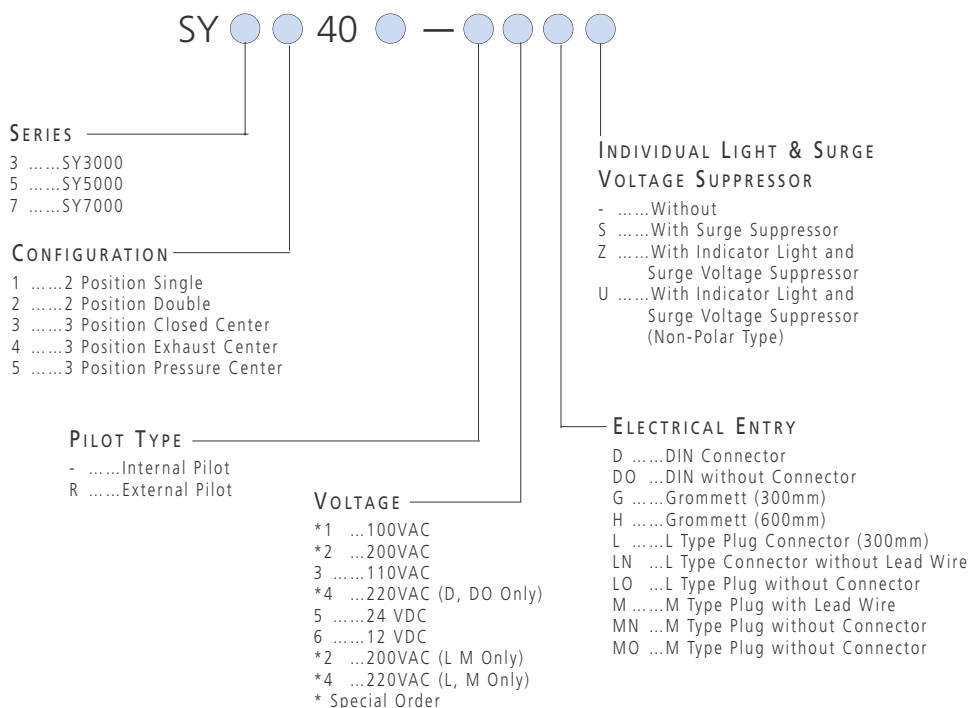 SY 40 —
SERIES
3 ......SY3000
5 ......SY5000
7 ......SY7000
CONFIGURATION
1 ......2 Position Single
2 ......2 Position Double
3 ......3 Position Closed Center
4 ......3 Position Exhaust Center
5 ......3 Position Pressure Center
PILOT TYPE
- ......Internal Pilot
R ......External Pilot
VOLTAGE
*1 ...100VAC
*2 ...200VAC
3 ......110VAC
*4 ...220VAC (D, DO Only)
5 ......24 VDC
6 ......12 VDC
*2 ...200VAC (L M Only)
*4 ...220VAC (L, M Only)
* Special Order
INDIVIDUAL LIGHT & SURGE
VOLTAGE SUPPRESSOR
- ......Without
S ......With Surge Suppressor
Z ......With Indicator Light and
Surge Voltage Suppressor
U ......With Indicator Light and
Surge Voltage Suppressor
(Non-Polar Type)
ELECTRICAL ENTRY
D ......DIN Connector
DO ...DIN without Connector
G ......Grommett (300mm)
H ......Grommett (600mm)
L ......L Type Plug Connector (300mm)
LN ...L Type Connector without Lead Wire
LO ...L Type Plug without Connector
M ......M Type Plug with Lead Wire
MN ...M Type Plug without Connector
MO ...M Type Plug without Connector